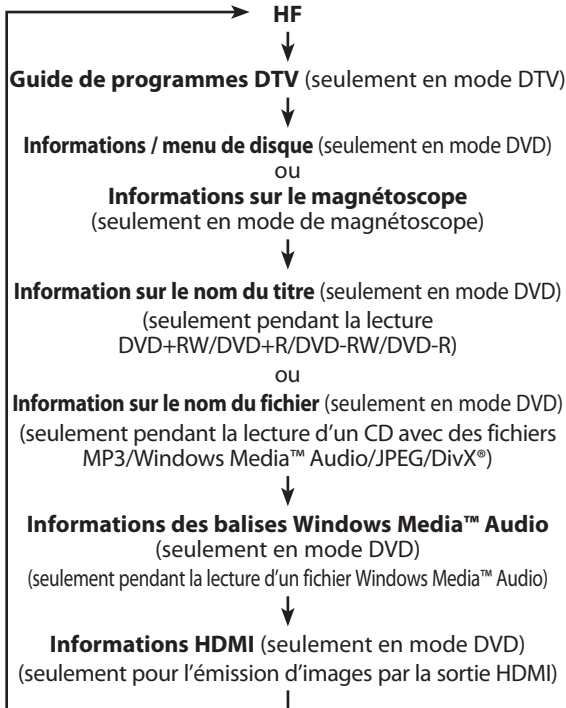 HF
Guide de programmes DTV (seulement en mode DTV)
Informations / menu de disque (seulement en mode DVD)
ou
Informations sur le magnétoscope
(seulement en mode de magnétoscope)
Information sur le nom du titre (seulement en mode DVD)
(seulement pendant la lecture
DVD+RW/DVD+R/DVD-RW/DVD-R)
ou
Information sur le nom du fichier (seulement en mode DVD)
(seulement pendant la lecture d’un CD avec des fichiers
MP3/Windows Media™ Audio/JPEG/DivX®)
Informations des balises Windows Media™ Audio
(seulement en mode DVD)
(seulement pendant la lecture d’un fichier Windows Media™ Audio)
Informations HDMI (seulement en mode DVD)
(seulement pour l’émission d’images par la sortie HDMI)